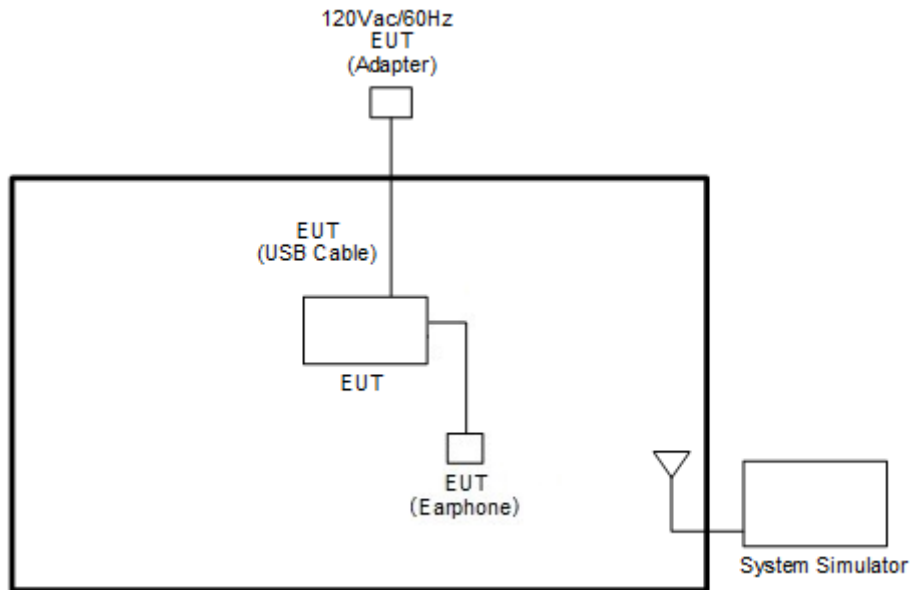 120Vac/60Hz
EUT
(Adapter)
EUT
(USB Cable)
EUT
EUT
(Earphone)
System Simulator